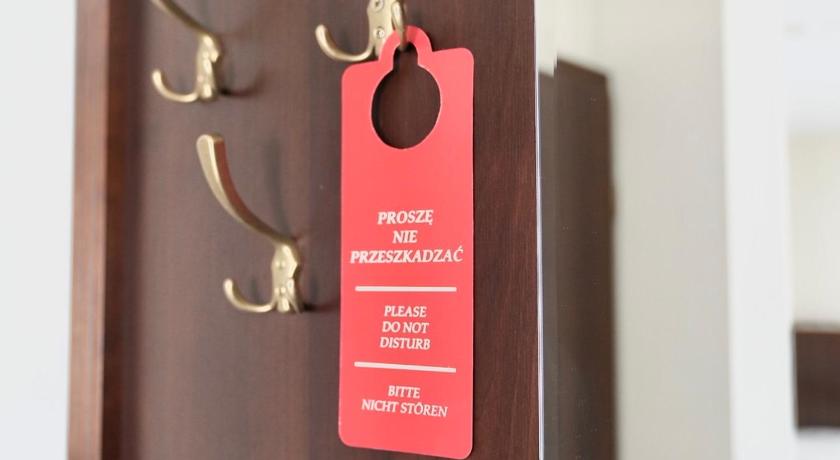 PROSZĘ
NIE
PRZESZKADZAĆ
PLEASE
DO NOT
DISTURB
BITTE
NICHT STÖREN